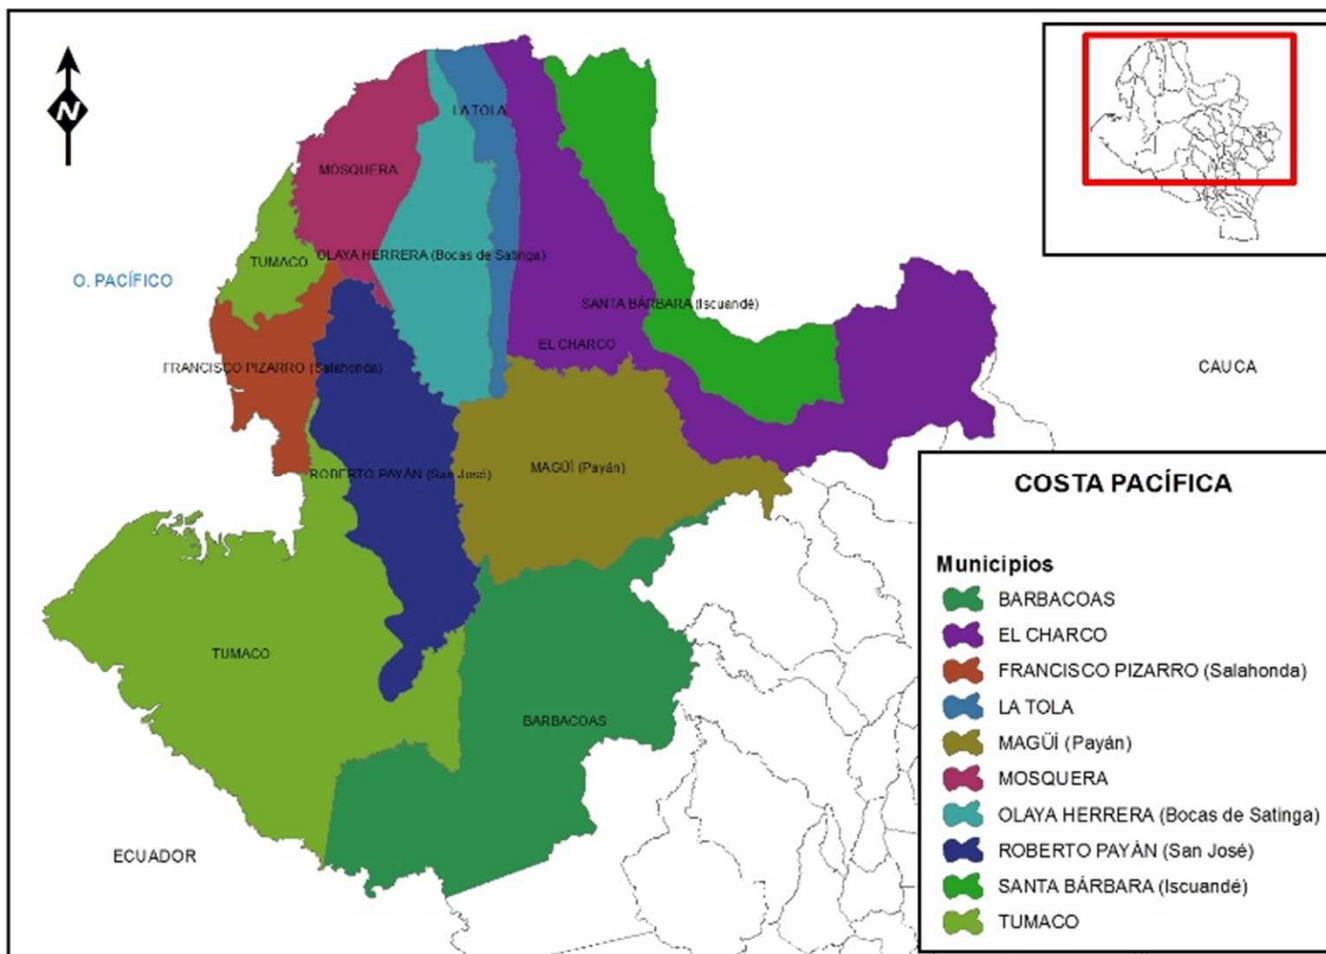 N
LA TOLA
MOSQUERA
OLAYA HERRERA (Bocas de Satinga)
TUMACO
O. PACÍFICO
SANTA BÁRBARA (Iscuandé)
EL CHARCO
FRANCISCO PIZARRO (Salahonda)
CAUCA
MAGÜÍ (Payán)
ROBERTO PAYÁN (San José)
TUMACO
BARBACOAS
ECUADOR
COSTA PACÍFICA
Municipios
BARBACOAS
EL CHARCO
FRANCISCO PIZARRO (Salahonda)
LA TOLA
MAGÜÍ (Payán)
MOSQUERA
OLAYA HERRERA (Bocas de Satinga)
ROBERTO PAYÁN (San José)
SANTA BÁRBARA (Iscuandé)
TUMACO